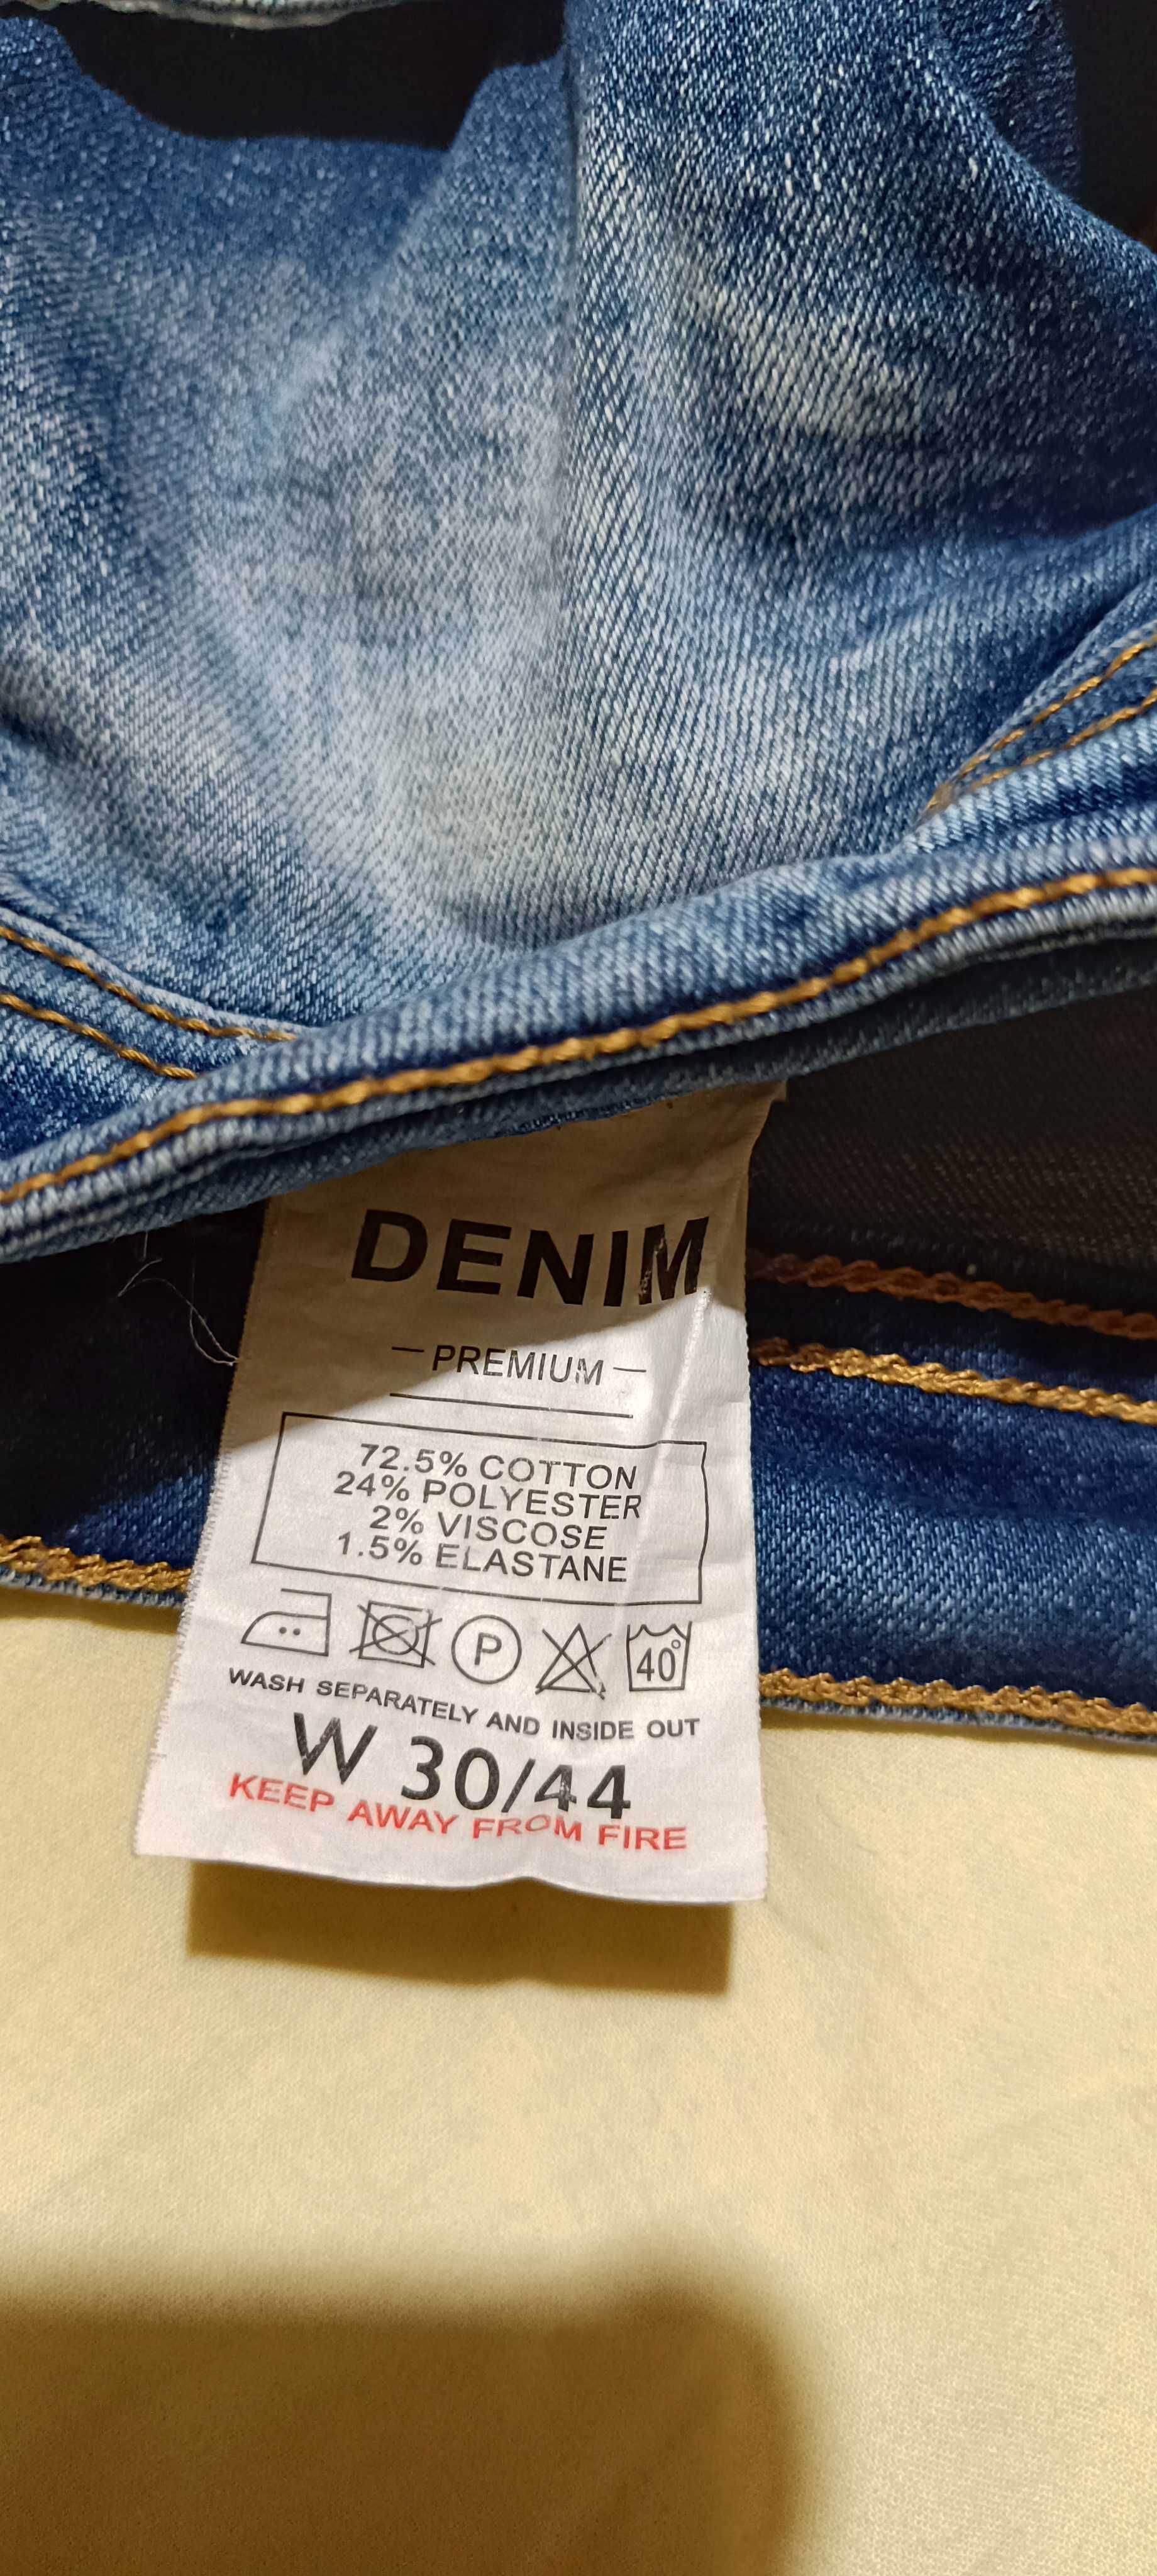 DENIM
— PREMIUM —
72.5% COTTON
24% POLYESTER
2% VISCOSE
1.5% ELASTANE
P 40°
WASH SEPARATELY AND INSIDE OUT
W 30/44
KEEP AWAY FROM FIRE